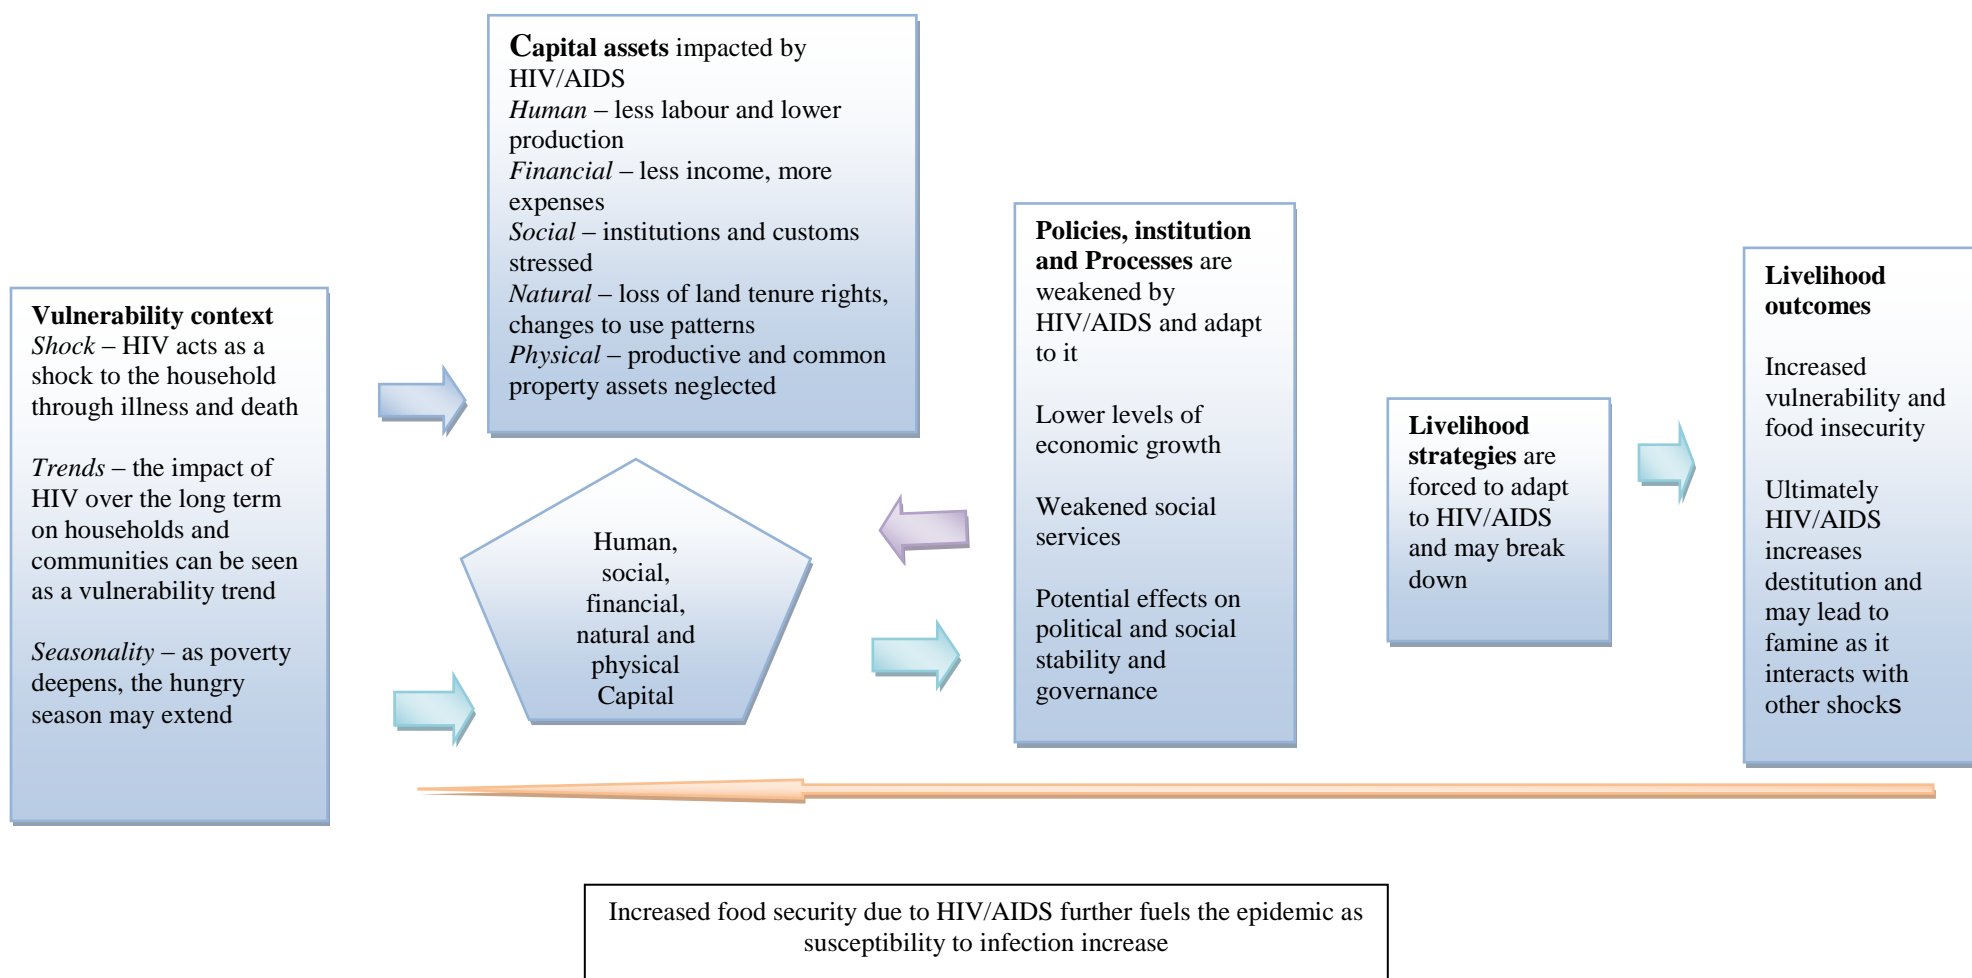 Capital assets impacted by
HIV/AIDS
Human – less labour and lower
production
Financial – less income, more
expenses
Social – institutions and customs
stressed
Natural – loss of land tenure rights,
changes to use patterns
Physical – productive and common
property assets neglected
Vulnerability context
Shock – HIV acts as a
shock to the household
through illness and death
Trends – the impact of
HIV over the long term
on households and
communities can be seen
as a vulnerability trend
Seasonality – as poverty
deepens, the hungry
season may extend
Human,
social,
financial,
natural and
physical
Capital
Policies, institution
and Processes are
weakened by
HIV/AIDS and adapt
to it
Lower levels of
economic growth
Weakened social
services
Potential effects on
political and social
stability and
governance
Livelihood
strategies are
forced to adapt
to HIV/AIDS
and may break
down
Livelihood
outcomes
Increased
vulnerability and
food insecurity
Ultimately
HIV/AIDS
increases
destitution and
may lead to
famine as it
interacts with
other shocks
Increased food security due to HIV/AIDS further fuels the epidemic as
susceptibility to infection increase